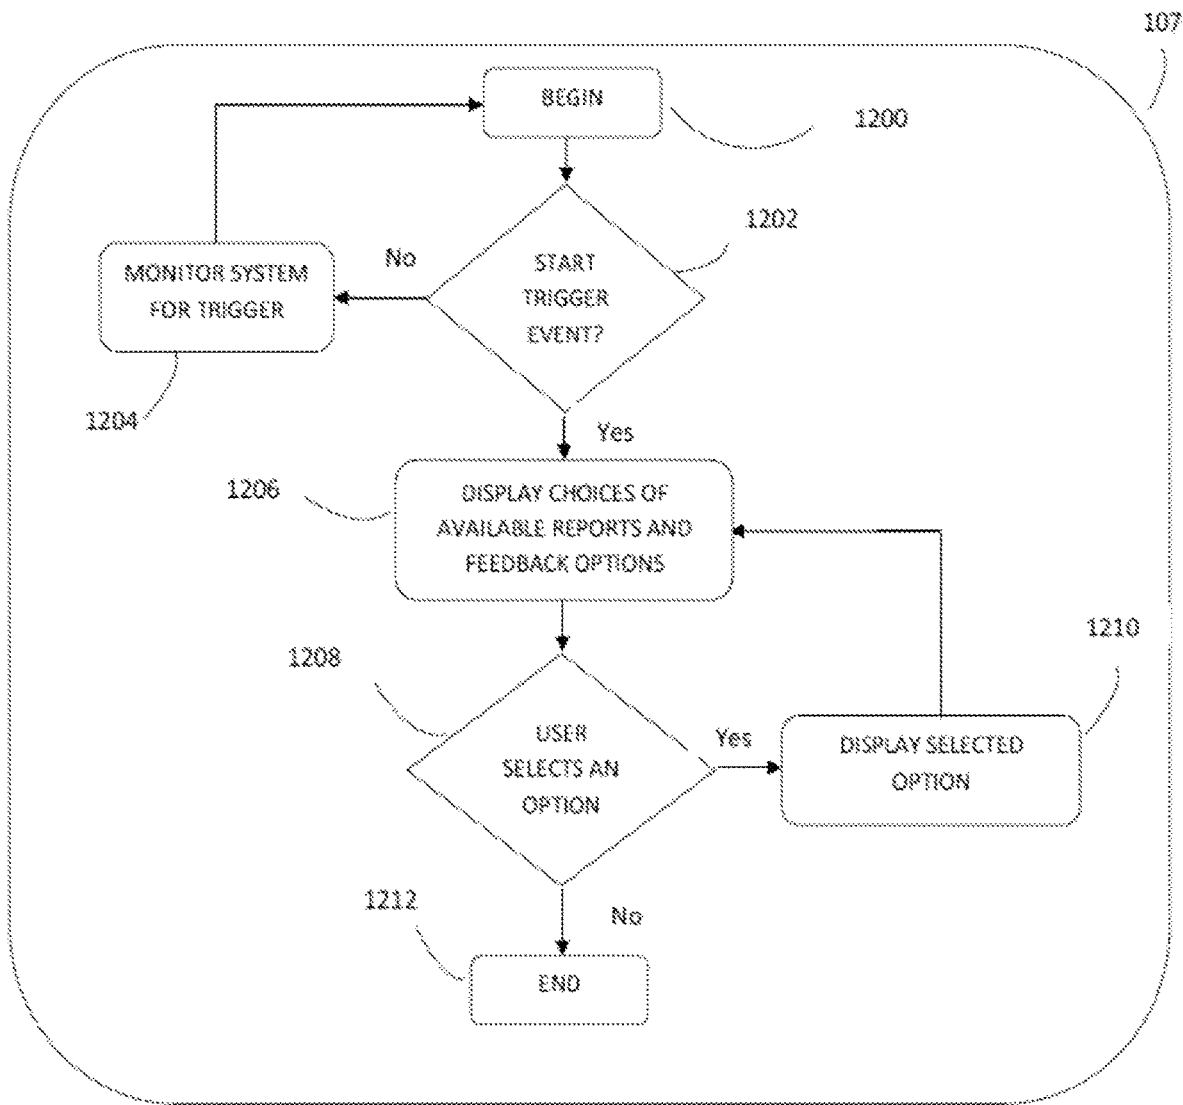 107
BEGIN
1200
1202
START
TRIGGER
EVENT?
No
MONITOR SYSTEM
FOR TRIGGER
1204
Yes
1206
DISPLAY CHOICES OF
AVAILABLE REPORTS AND
FEEDBACK OPTIONS
1208
USER
SELECTS AN
OPTION
Yes
1210
DISPLAY SELECTED
OPTION
1212
No
END